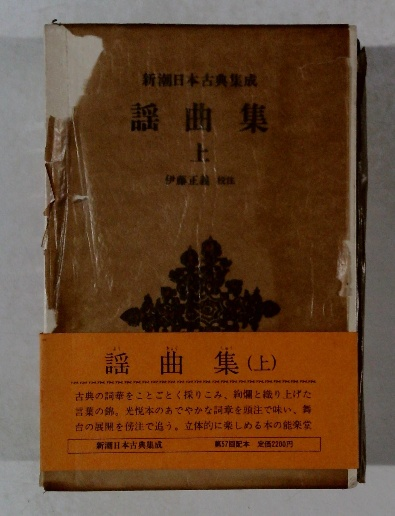 新潮日本古典集成
謡曲集
上
伊藤正義 校注
謡曲集(上)
古典の詞華をことごとく採りこみ、絢爛と織り上げた
言葉の錦。光悦本のあでやかな詞章を頭注で味い、舞
台の展開を傍注で追う。立体的に楽しめる本の能楽堂
新潮日本古典集成 第57回配本 定価2200円